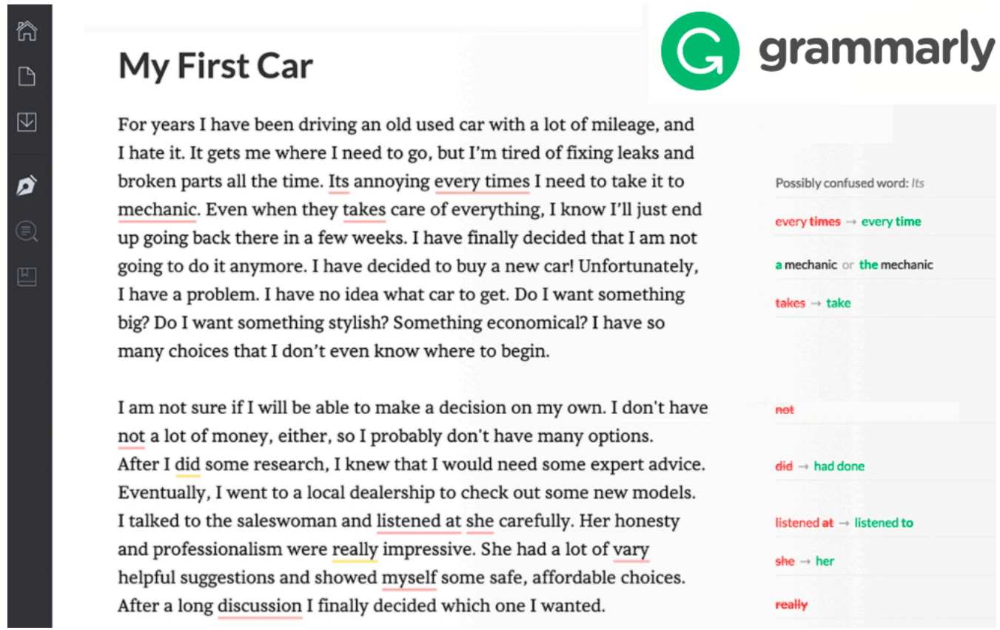 grammarly
My First Car
For years I have been driving an old used car with a lot of mileage, and
I hate it. It gets me where I need to go, but I’m tired of fixing leaks and
broken parts all the time. Its annoying every times I need to take it to
mechanic. Even when they takes care of everything, I know I’ll just end
up going back there in a few weeks. I have finally decided that I am not
going to do it anymore. I have decided to buy a new car! Unfortunately,
I have a problem. I have no idea what car to get. Do I want something
big? Do I want something stylish? Something economical? I have so
many choices that I don’t even know where to begin.
I am not sure if I will be able to make a decision on my own. I don't have
not a lot of money, either, so I probably don't have many options.
After I did some research, I knew that I would need some expert advice.
Eventually, I went to a local dealership to check out some new models.
I talked to the saleswoman and listened at she carefully. Her honesty
and professionalism were really impressive. She had a lot of vary
helpful suggestions and showed myself some safe, affordable choices.
After a long discussion I finally decided which one I wanted.
Possibly confused word: Its
every times → every time
a mechanic or the mechanic
takes → take
not
did → had done
listened at → listened to
she → her
really